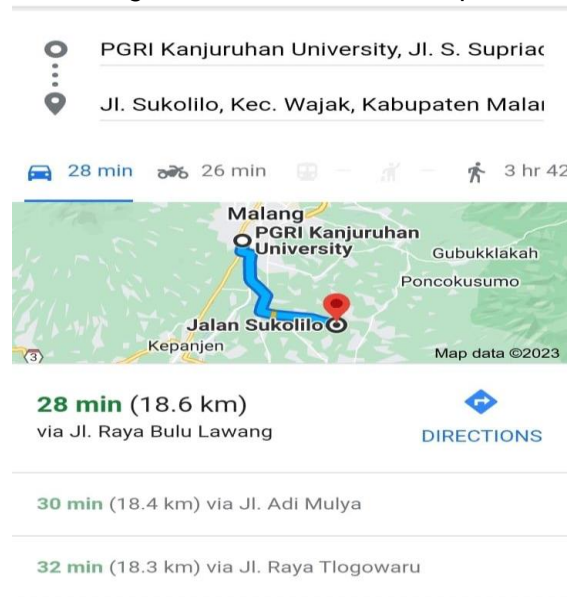 PGRI Kanjuruhan University, Jl. S. Supriad
Jl. Sukolilo, Kec. Wajak, Kabupaten Malan
28 min 26 min — — 3 hr 42
Malang
PGRI Kanjuruhan
University
Gubukklakah
Poncokusumo
Jalan Sukolilo
Kepanjen
3
Map data ©2023
28 min (18.6 km)
via Jl. Raya Bulu Lawang
DIRECTIONS
30 min (18.4 km) via Jl. Adi Mulya
32 min (18.3 km) via Jl. Raya Tlogowaru